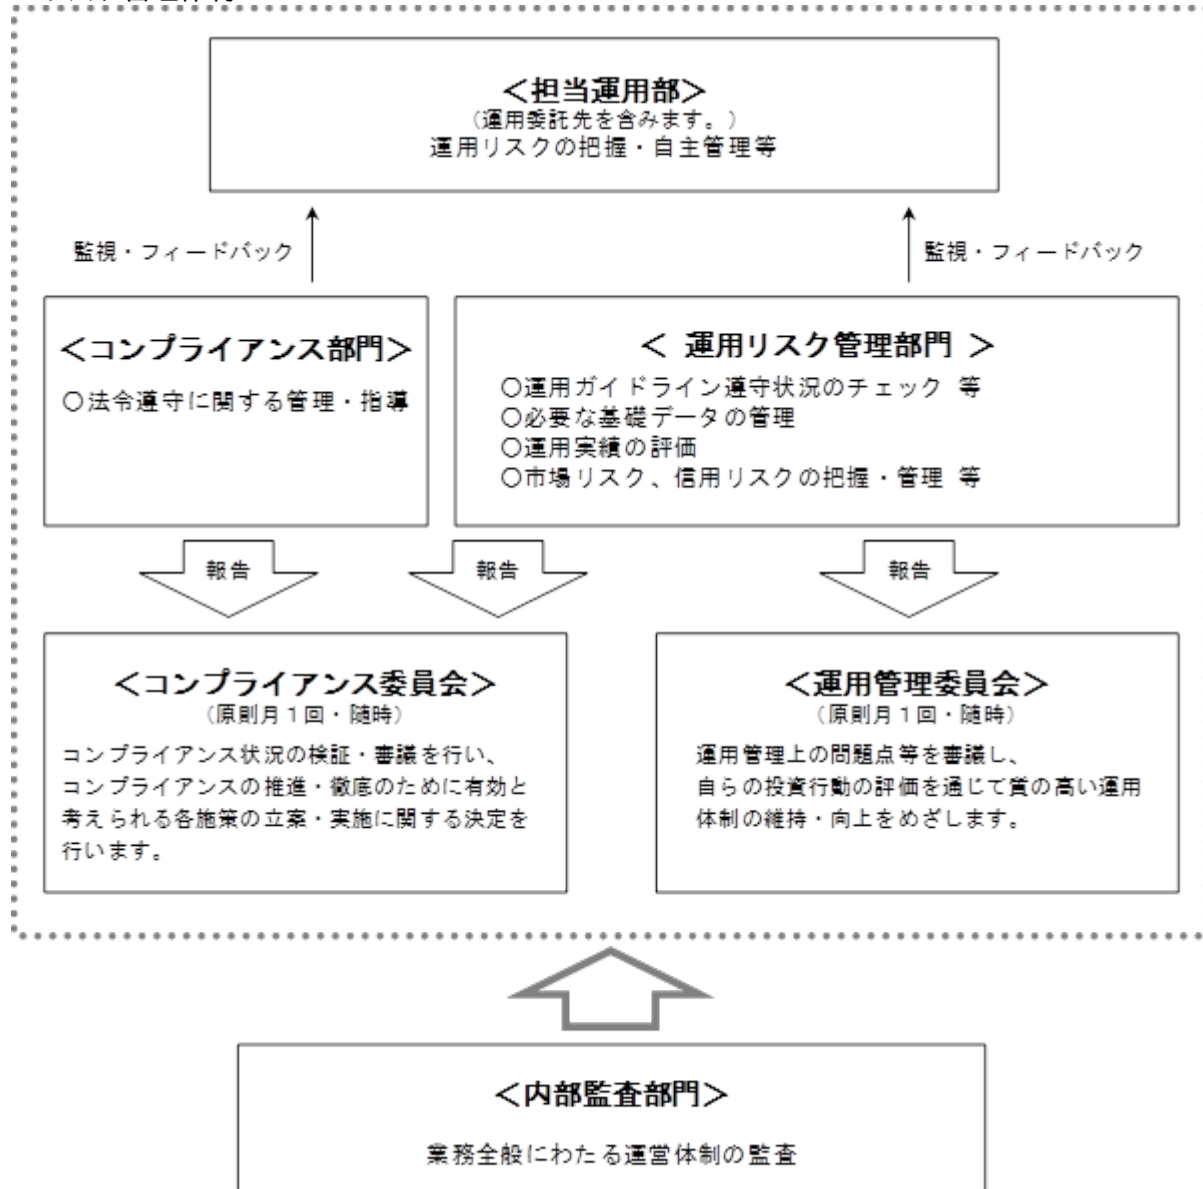 ＜担当運用部＞
（運用委託先を含みます。）
運用リスクの把握・自主管理等
監視・フィードバック
監視・フィードバック
＜コンプライアンス部門＞
○法令遵守に関する管理・指導
＜ 運用リスク管理部門 ＞
○運用ガイドライン遵守状況のチェック 等
○必要な基礎データの管理
○運用実績の評価
○市場リスク、信用リスクの把握・管理 等
報告
報告
報告
＜コンプライアンス委員会＞
（原則月１回・随時）
コンプライアンス状況の検証・審議を行い、
コンプライアンスの推進・徹底のために有効と
考えられる各施策の立案・実施に関する決定を
行います。
＜運用管理委員会＞
（原則月１回・随時）
運用管理上の問題点等を審議し、
自らの投資行動の評価を通じて質の高い運用
体制の維持・向上をめざします。
＜内部監査部門＞
業務全般にわたる運営体制の監査